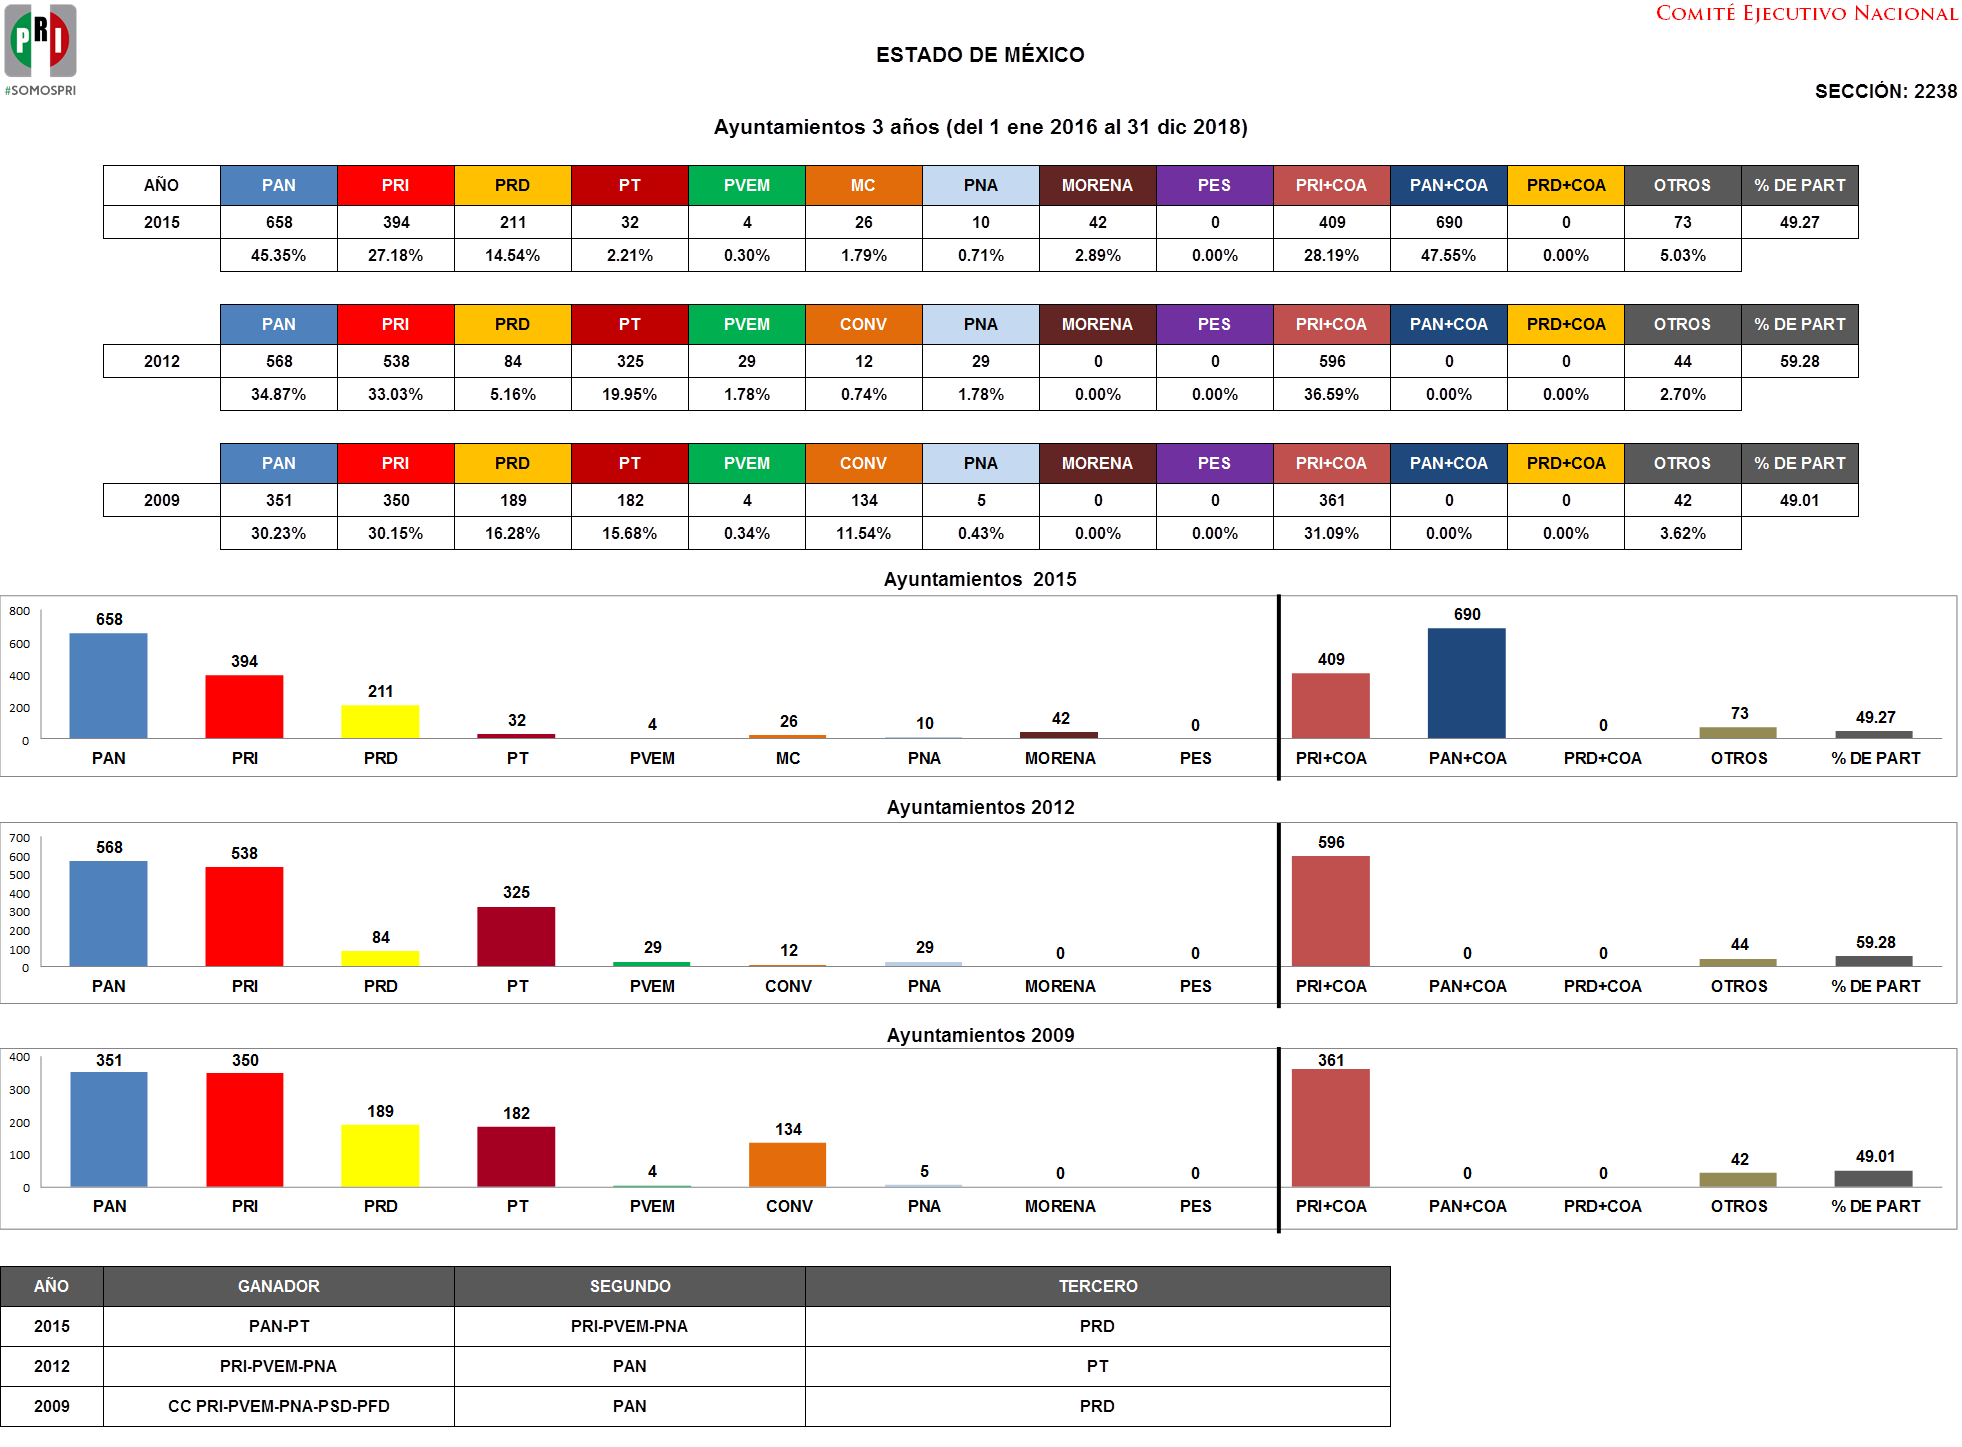 PRI
#SOMOSPRI
COMITÉ EJECUTIVO NACIONAL
ESTADO DE MÉXICO
SECCIÓN: 2238
Ayuntamientos 3 años (del 1 ene 2016 al 31 dic 2018)
AÑO PAN PRI PRD PT PVEM MC PNA MORENA PES PRI+COA PAN+COA PRD+COA OTROS % DE PART
2015 658 394 211 32 4 26 10 42 0 409 690 0 73 49.27
45.35% 27.18% 14.54% 2.21% 0.30% 1.79% 0.71% 2.89% 0.00% 28.19% 47.55% 0.00% 5.03%
PAN PRI PRD PT PVEM CONV PNA MORENA PES PRI+COA PAN+COA PRD+COA OTROS % DE PART
2012 568 538 84 325 29 12 29 0 0 596 0 0 44 59.28
34.87% 33.03% 5.16% 19.95% 1.78% 0.74% 1.78% 0.00% 0.00% 36.59% 0.00% 0.00% 2.70%
PAN PRI PRD PT PVEM CONV PNA MORENA PES PRI+COA PAN+COA PRD+COA OTROS % DE PART
2009 351 350 189 182 4 134 5 0 0 361 0 0 42 49.01
30.23% 30.15% 16.28% 15.68% 0.34% 11.54% 0.43% 0.00% 0.00% 31.09% 0.00% 0.00% 3.62%
Ayuntamientos 2015
800
600
400
200
0
658 394 211 32 4 26 10 42 0 409 690 0 73 49.27
PAN PRI PRD PT PVEM MC PNA MORENA PES PRI+COA PAN+COA PRD+COA OTROS % DE PART
Ayuntamientos 2012
700
600
500
400
300
200
100
0
568 538 84 325 29 12 29 0 0 596 0 0 44 59.28
PAN PRI PRD PT PVEM CONV PNA MORENA PES PRI+COA PAN+COA PRD+COA OTROS % DE PART
Ayuntamientos 2009
400
300
200
100
0
351 350 189 182 4 134 5 0 0 361 0 0 42 49.01
PAN PRI PRD PT PVEM CONV PNA MORENA PES PRI+COA PAN+COA PRD+COA OTROS % DE PART
AÑO GANADOR SEGUNDO TERCERO
2015 PAN-PT PRI-PVEM-PNA PRD
2012 PRI-PVEM-PNA PAN PT
2009 CC PRI-PVEM-PNA-PSD-PFD PAN PRD